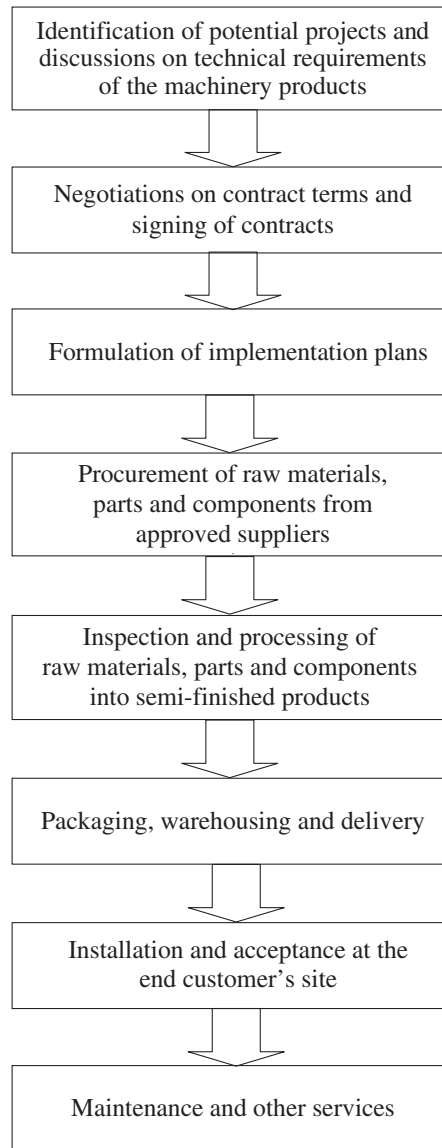 Identification of potential projects and
discussions on technical requirements
of the machinery products
Negotiations on contract terms and
signing of contracts
Formulation of implementation plans
Procurement of raw materials,
parts and components from
approved suppliers
Inspection and processing of
raw materials, parts and components
into semi-finished products
Packaging, warehousing and delivery
Installation and acceptance at the
end customer’s site
Maintenance and other services